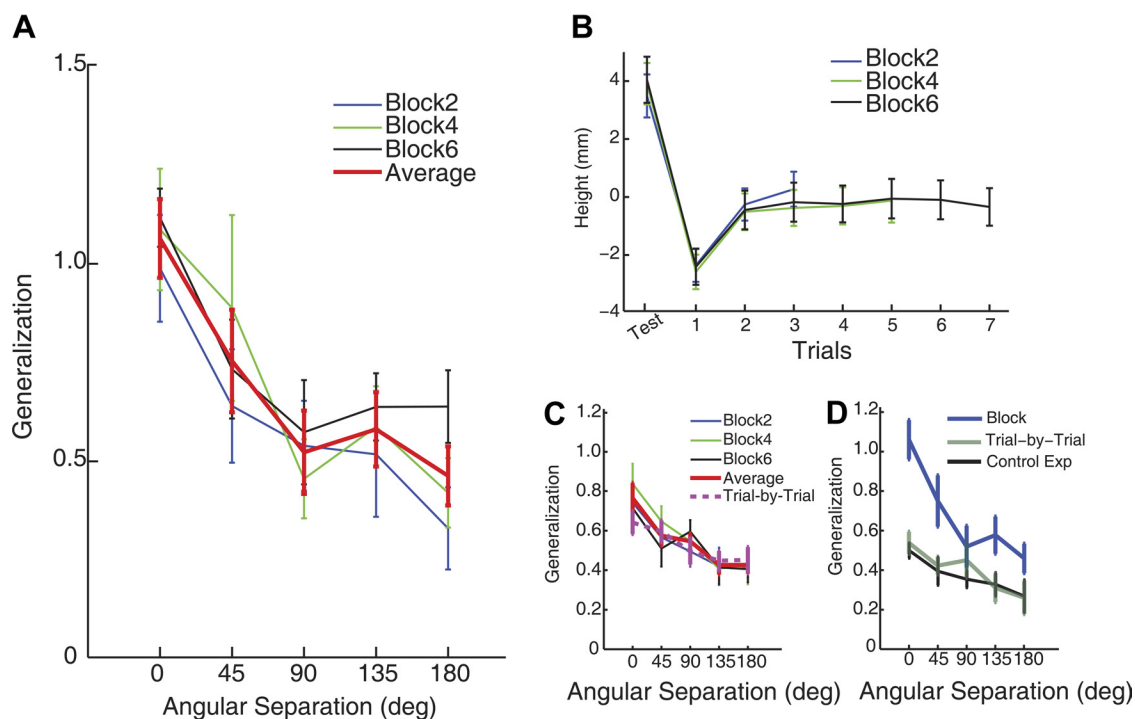 A
1.5
1.0
0.5
0
Generalization
Block2
Block4
Block6
Average
0 45 90 135 180
Angular Separation (deg)
B
4
2
0
−2
−4
Height (mm)
Block2
Block4
Block6
Test 1 2 3 4 5 6 7
Trials
C
1.2
1.0
0.8
0.6
0.4
0.2
0
Generalization
Block2
Block4
Block6
Average
Trial-by-Trial
0 45 90 135 180
Angular Separation (deg)
D
1.2
1.0
0.8
0.6
0.4
0.2
0
Generalization
Block
Trial-by-Trial
Control Exp
0 45 90 135 180
Angular Separation (deg)